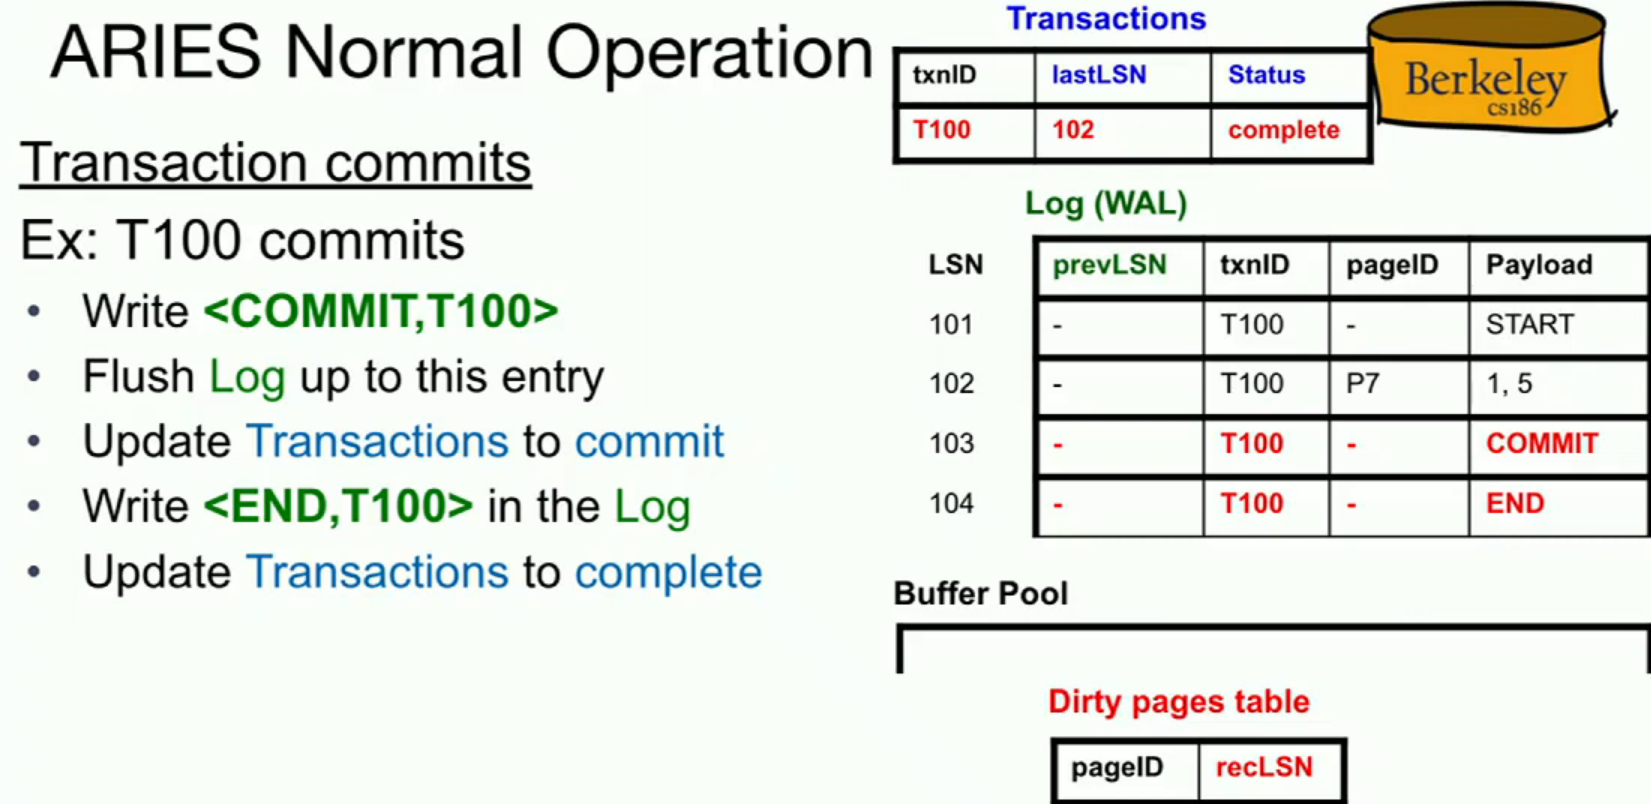 ARIES Normal Operation
Transaction commits
Ex: T100 commits
• Write <COMMIT,T100>
• Flush Log up to this entry
• Update Transactions to commit
• Write <END,T100> in the Log
• Update Transactions to complete
Transactions
txnID lastLSN Status
T100 102 complete
Berkeley
cs186
Log (WAL)
LSN prevLSN txnID pageID Payload
101 - T100 - START
102 - T100 P7 1, 5
103 - T100 - COMMIT
104 - T100 - END
Buffer Pool
Dirty pages table
pageID recLSN